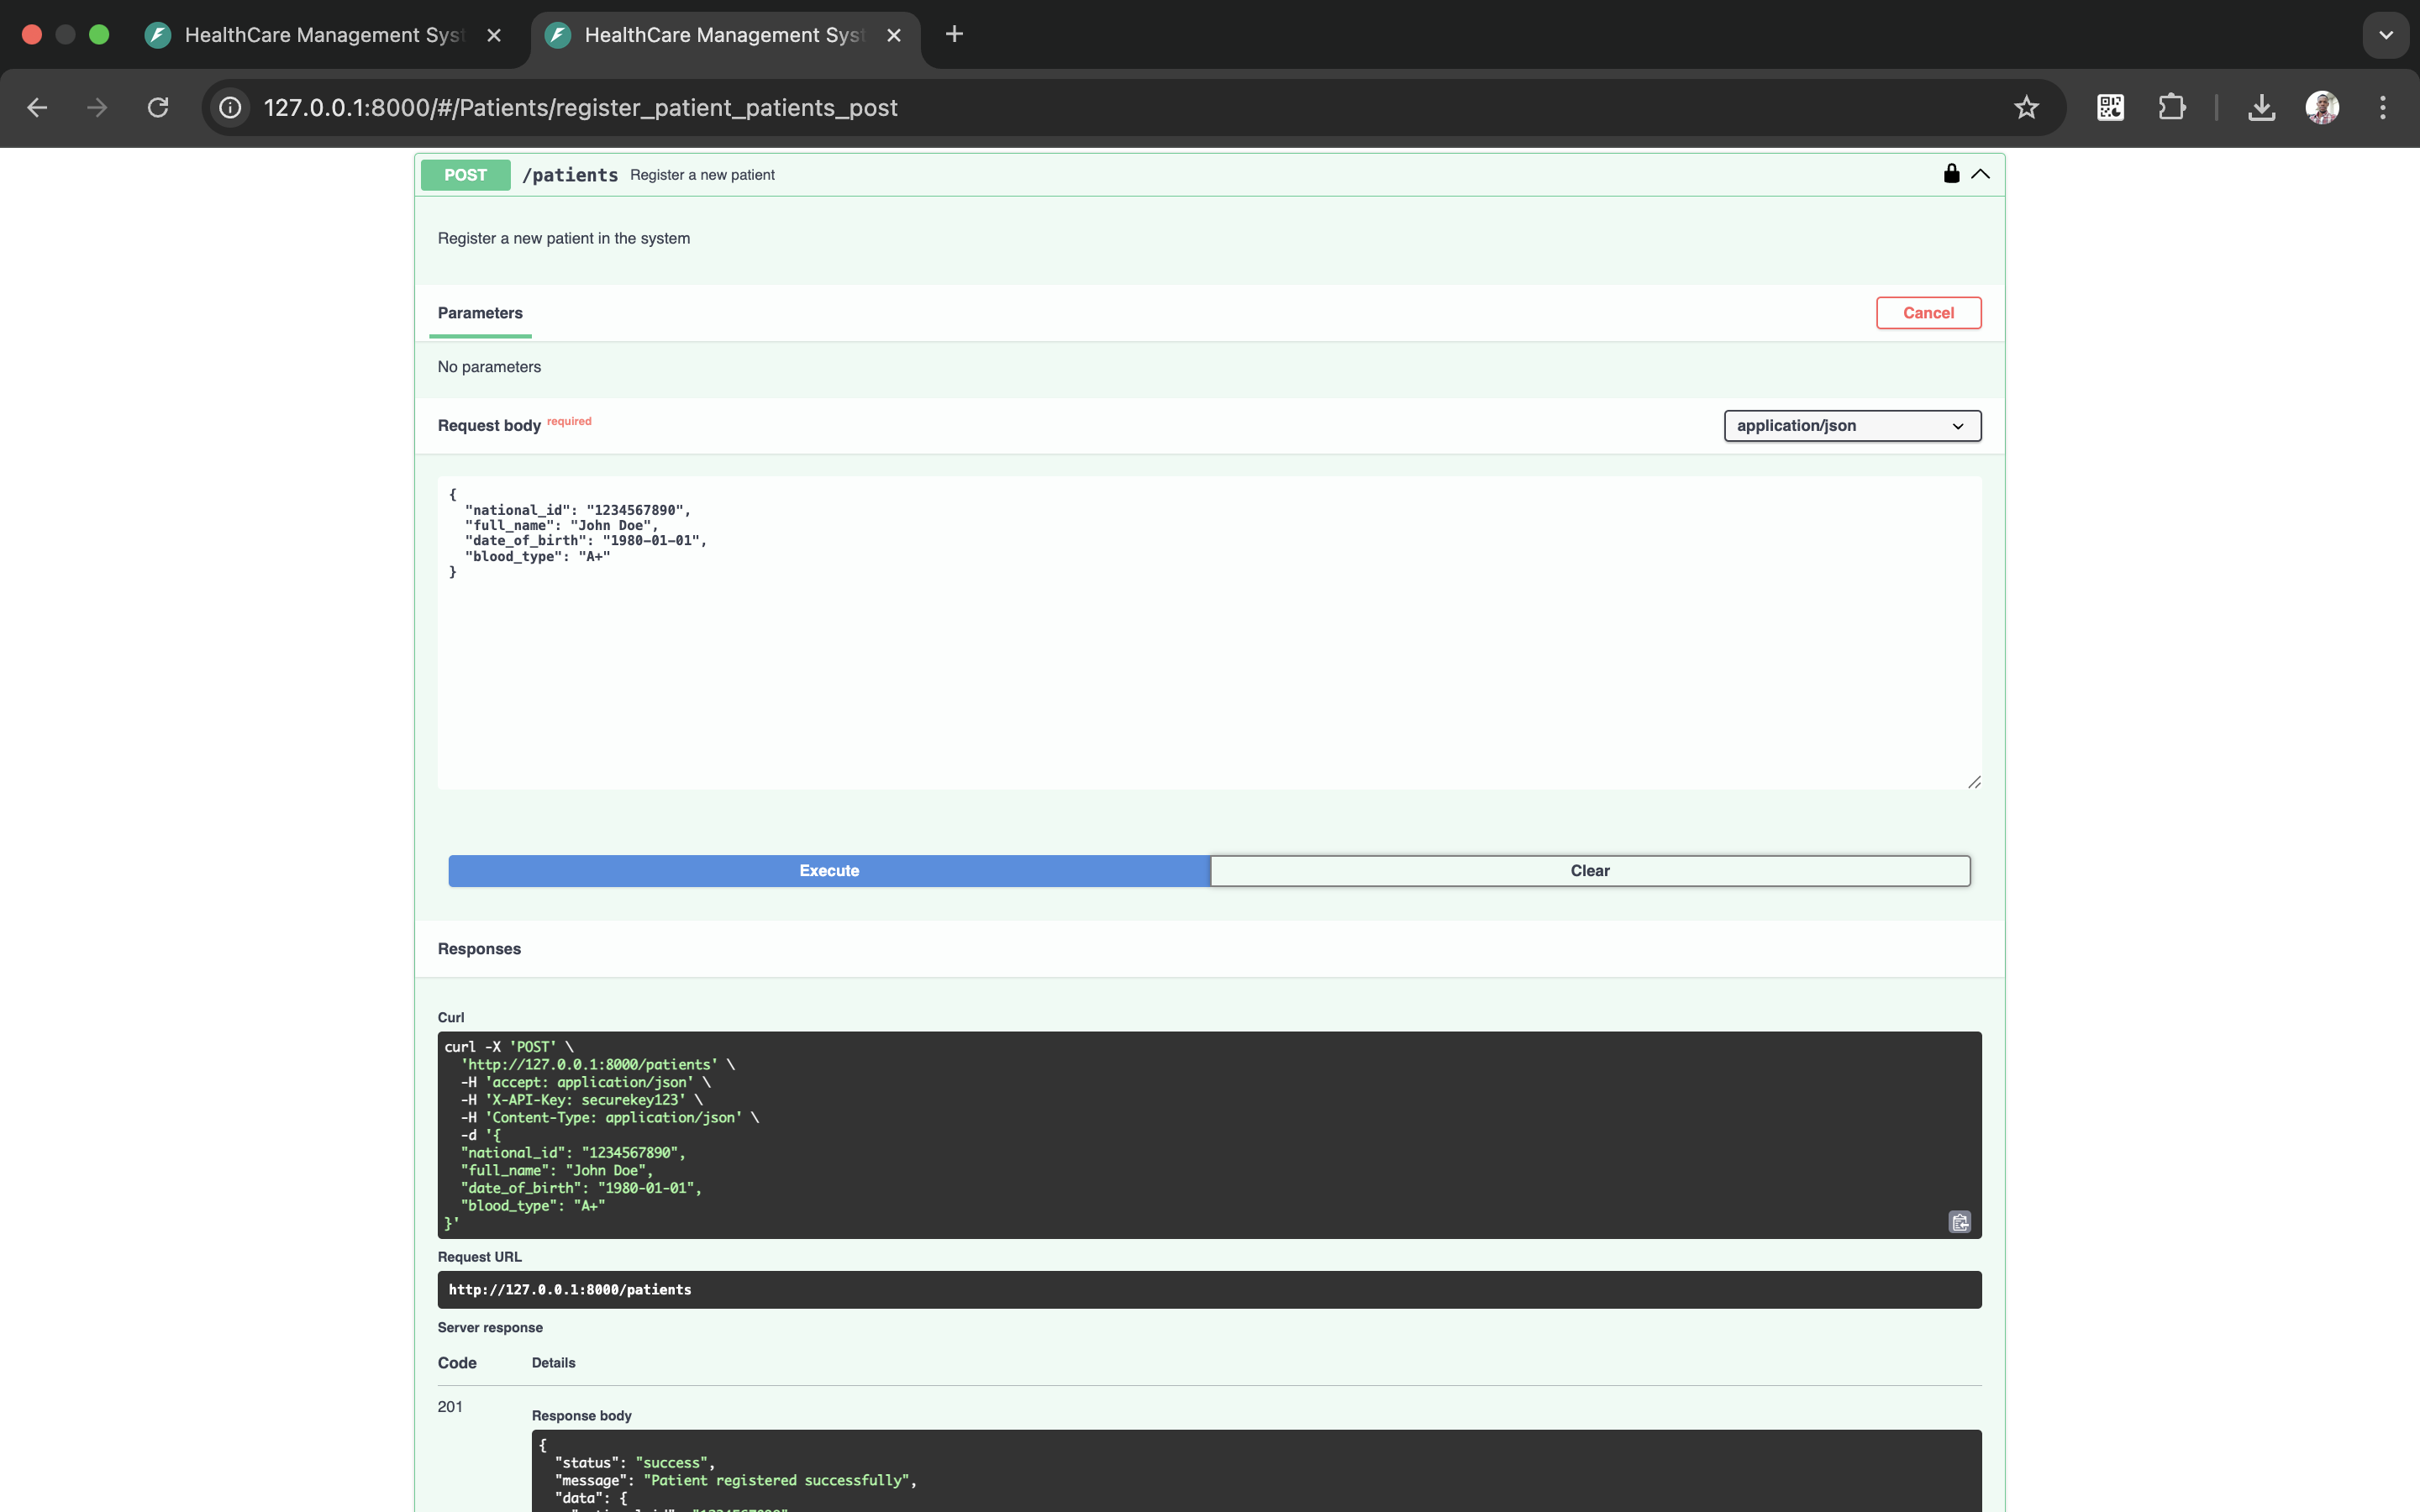 HealthCare Management Syst
HealthCare Management Syst
127.0.0.1:8000/#/Patients/register_patient_patients_post
POST /patients Register a new patient
Register a new patient in the system
Parameters
Cancel
No parameters
Request body required
application/json
{
  "national_id": "1234567890",
  "full_name": "John Doe",
  "date_of_birth": "1980-01-01",
  "blood_type": "A+"
}
Execute
Clear
Responses
Curl
curl -X 'POST' \
  'http://127.0.0.1:8000/patients' \
  -H 'accept: application/json' \
  -H 'X-API-Key: securekey123' \
  -H 'Content-Type: application/json' \
  -d '{
  "national_id": "1234567890",
  "full_name": "John Doe",
  "date_of_birth": "1980-01-01",
  "blood_type": "A+"
}'
Request URL
http://127.0.0.1:8000/patients
Server response
Code Details
201
Response body
{
  "status": "success",
  "message": "Patient registered successfully",
  "data": {